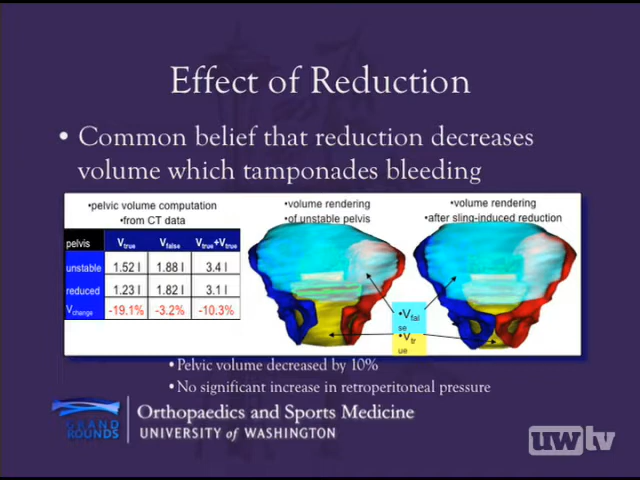 Effect of Reduction
• Common belief that reduction decreases
volume which tamponades bleeding
•pelvic volume computation
•from CT data
pelvis Vtrue Vfalse Vtrue+Vtrue
unstable 1.52 l 1.88 l 3.4 l
reduced 1.23 l 1.82 l 3.1 l
Vchange -19.1% -3.2% -10.3%
•volume rendering
•of unstable pelvis
•volume rendering
•after sling-induced reduction
•Vfal
se
•Vtr
ue
• Pelvic volume decreased by 10%
• No significant increase in retroperitoneal pressure
GRAND
ROUNDS
Orthopaedics and Sports Medicine
UNIVERSITY of WASHINGTON
uwtv